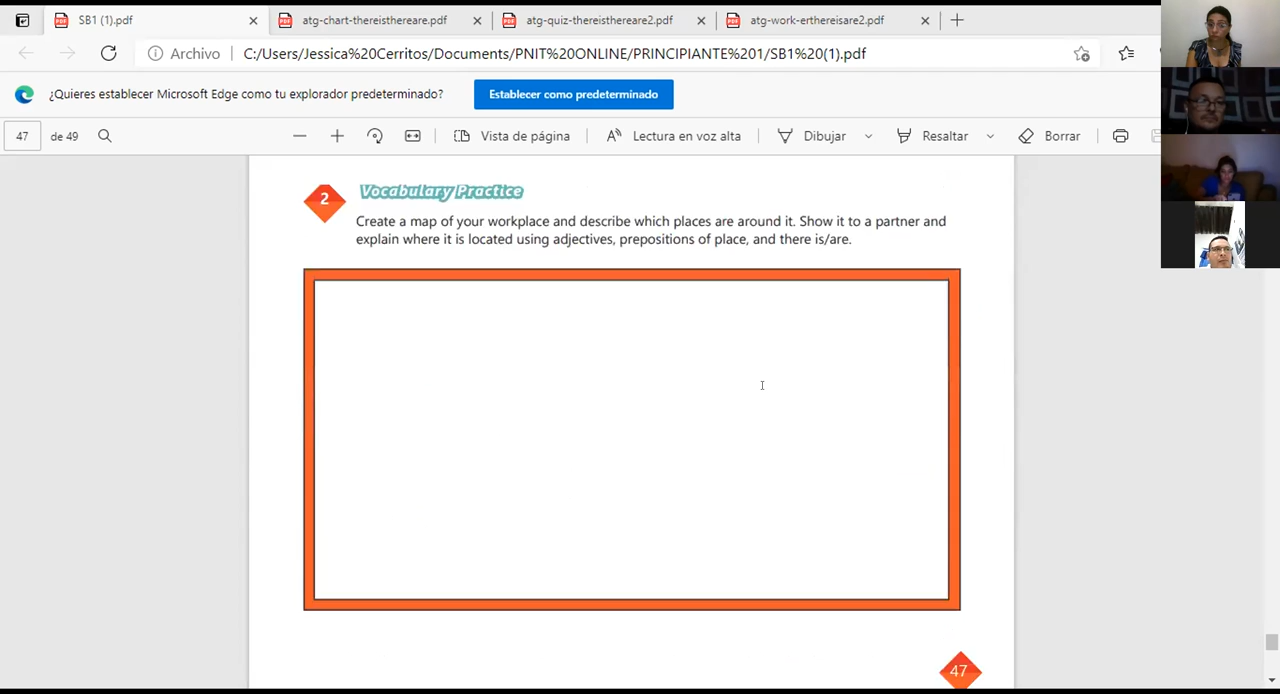 SB1 (1).pdf
atg-chart-thereisthereare.pdf
atg-quiz-thereisthereare2.pdf
atg-work-erthereisare2.pdf
Archivo
C:/Users/Jessica%20Cerritos/Documents/PNIT%20ONLINE/PRINCIPIANTE%201/SB1%20(1).pdf
¿Quieres establecer Microsoft Edge como tu explorador predeterminado?
Establecer como predeterminado
47 de 49
Vista de página
Lectura en voz alta
Dibujar
Resaltar
Borrar
2
Vocabulary Practice
Create a map of your workplace and describe which places are around it. Show it to a partner and
explain where it is located using adjectives, prepositions of place, and there is/are.
47